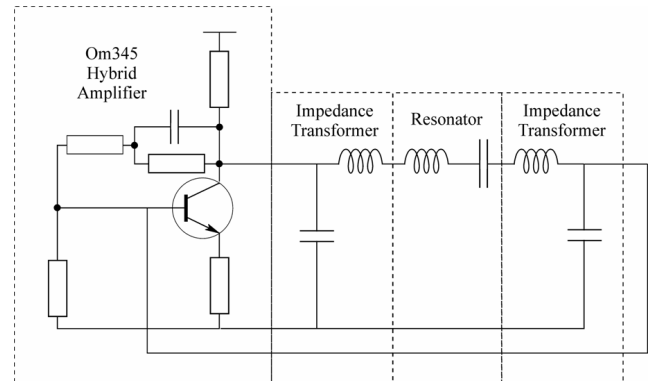 Om345
Hybrid
Amplifier
Impedance
Transformer
Resonator
Impedance
Transformer